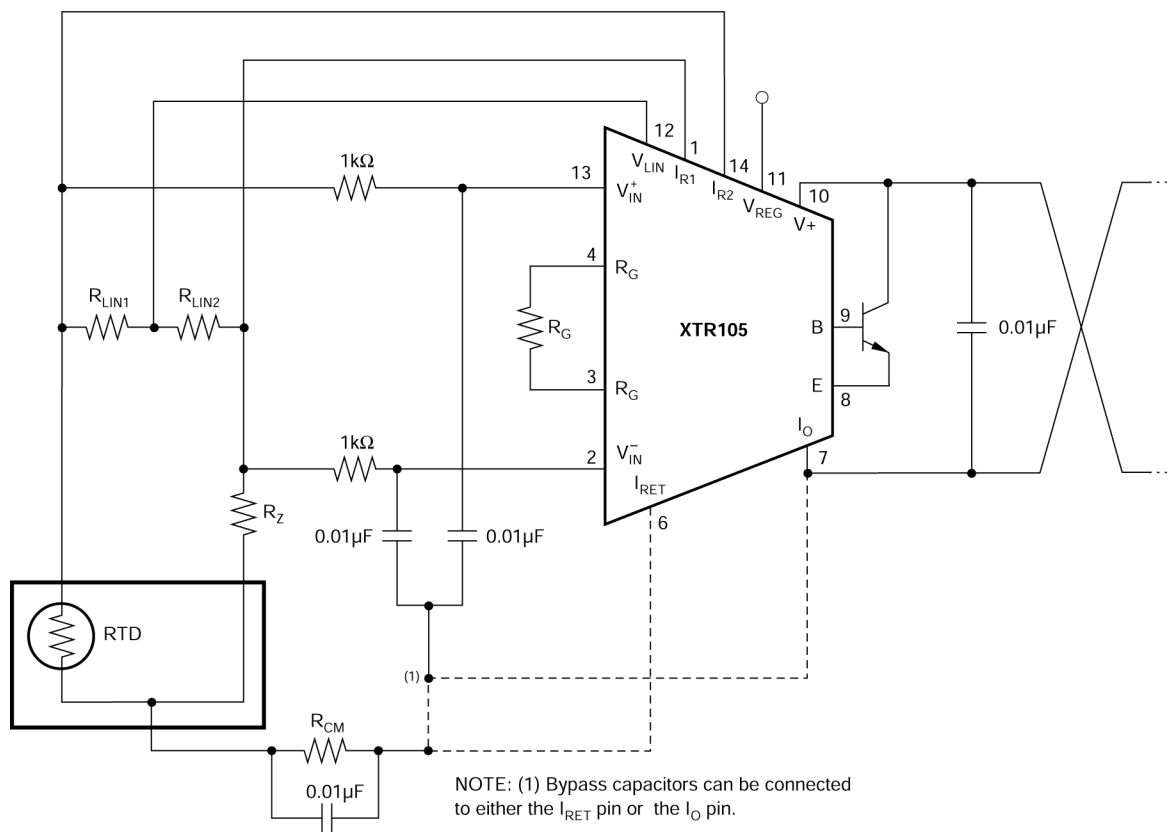 12
1
14
11
10
V_LIN
I_R1
I_R2
V_REG
V+
1kΩ
13
V_IN^+
4
R_G
R_LIN1
R_LIN2
R_G
XTR105
B
9
0.01µF
3
R_G
E
8
1kΩ
2
V_IN^−
I_O
7
I_RET
6
R_Z
0.01µF
0.01µF
RTD
(1)
R_CM
0.01µF
NOTE: (1) Bypass capacitors can be connected
to either the I_RET pin or the I_O pin.